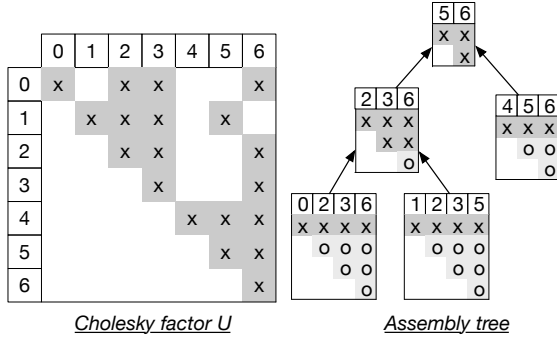 0 1 2 3 4 5 6
0 x x x x
1 x x x x
2 x x x
3 x x
4 x x x
5 x x
6 x
Cholesky factor U
5 6
x x
x
2 3 6
x x x
x x
o
4 5 6
x x x
o o
o
0 2 3 6
x x x x
o o o
o o
o
1 2 3 5
x x x x
o o o
o o
o
Assembly tree